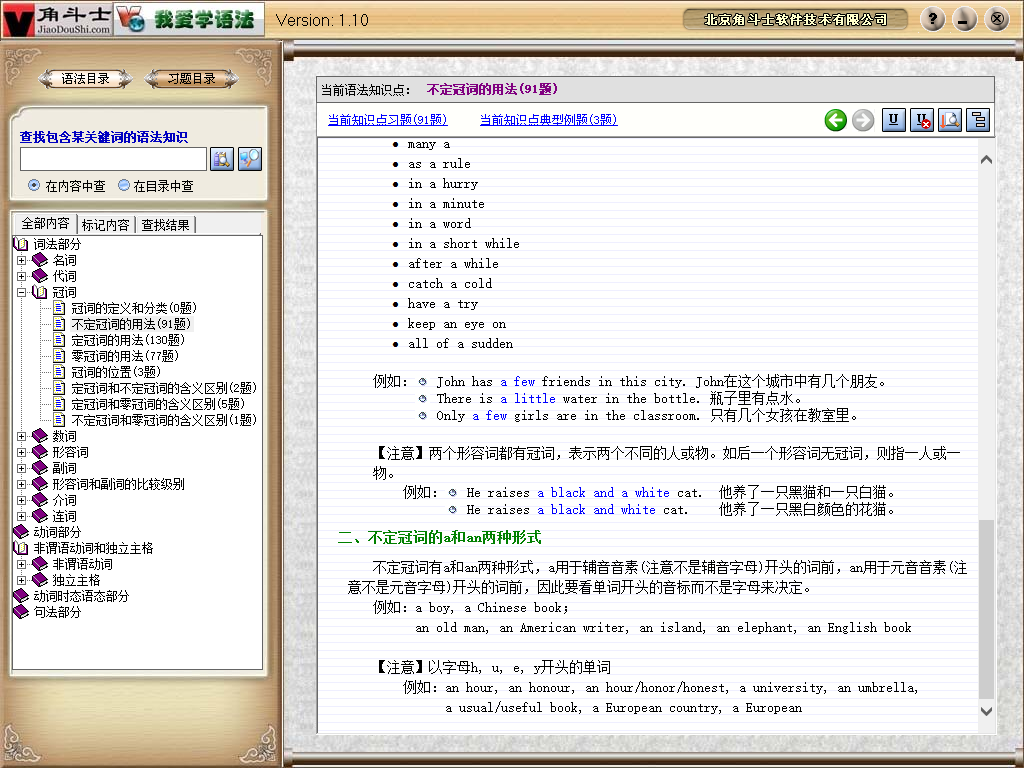 角斗士
JiaoDouShi.com
我爱学语法
Version: 1.10
北京角斗士软件技术有限公司
?
语法目录
习题目录
查找包含某关键词的语法知识
在内容中查
在目录中查
全部内容
标记内容
查找结果
词法部分
名词
代词
冠词
冠词的定义和分类(0题)
不定冠词的用法(91题)
定冠词的用法(130题)
零冠词的用法(77题)
冠词的位置(3题)
定冠词和不定冠词的含义区别(2题)
定冠词和零冠词的含义区别(5题)
不定冠词和零冠词的含义区别(1题)
数词
形容词
副词
形容词和副词的比较级别
介词
连词
动词部分
非谓语动词和独立主格
非谓语动词
独立主格
动词时态语态部分
句法部分
当前语法知识点: 不定冠词的用法(91题)
当前知识点习题(91题)
当前知识点典型例题(3题)
U
U
• many a
• as a rule
• in a hurry
• in a minute
• in a word
• in a short while
• after a while
• catch a cold
• have a try
• keep an eye on
• all of a sudden
例如: John has a few friends in this city. John在这个城市中有几个朋友。
There is a little water in the bottle. 瓶子里有点水。
Only a few girls are in the classroom. 只有几个女孩在教室里。
【注意】两个形容词都有冠词，表示两个不同的人或物。如后一个形容词无冠词，则指一人或一
物。
例如: He raises a black and a white cat. 他养了一只黑猫和一只白猫。
He raises a black and white cat. 他养了一只黑白颜色的花猫。
二、不定冠词的a和an两种形式
不定冠词有a和an两种形式，a用于辅音音素(注意不是辅音字母)开头的词前，an用于元音音素(注
意不是元音字母)开头的词前，因此要看单词开头的音标而不是字母来决定。
例如: a boy, a Chinese book;
an old man, an American writer, an island, an elephant, an English book
【注意】以字母h, u, e, y开头的单词
例如: an hour, an honour, an hour/honor/honest, a university, an umbrella,
a usual/useful book, a European country, a European